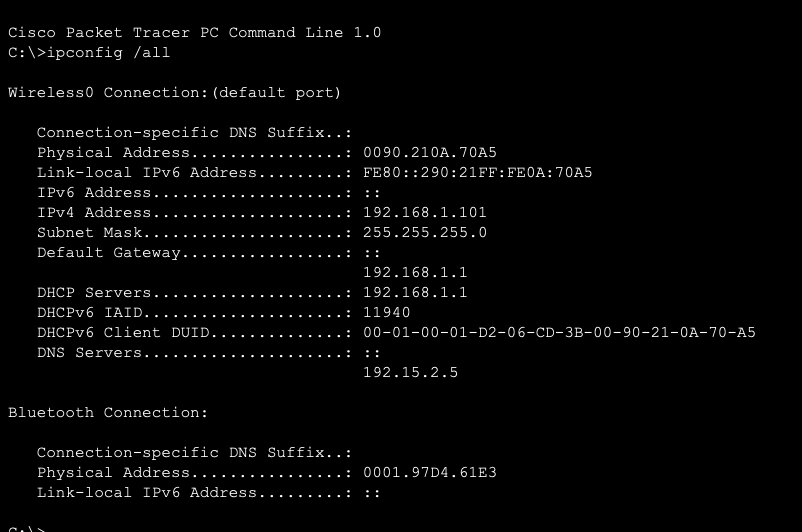 Cisco Packet Tracer PC Command Line 1.0
C:\>ipconfig /all
Wireless0 Connection:(default port)
Connection-specific DNS Suffix..:
Physical Address................: 0090.210A.70A5
Link-local IPv6 Address.........: FE80::290:21FF:FE0A:70A5
IPv6 Address....................: ::
IPv4 Address....................: 192.168.1.101
Subnet Mask.....................: 255.255.255.0
Default Gateway.................: ::
192.168.1.1
DHCP Servers....................: 192.168.1.1
DHCPv6 IAID.....................: 11940
DHCPv6 Client DUID..............: 00-01-00-01-D2-06-CD-3B-00-90-21-0A-70-A5
DNS Servers.....................: ::
192.15.2.5
Bluetooth Connection:
Connection-specific DNS Suffix..:
Physical Address................: 0001.97D4.61E3
Link-local IPv6 Address.........: ::
C:\>